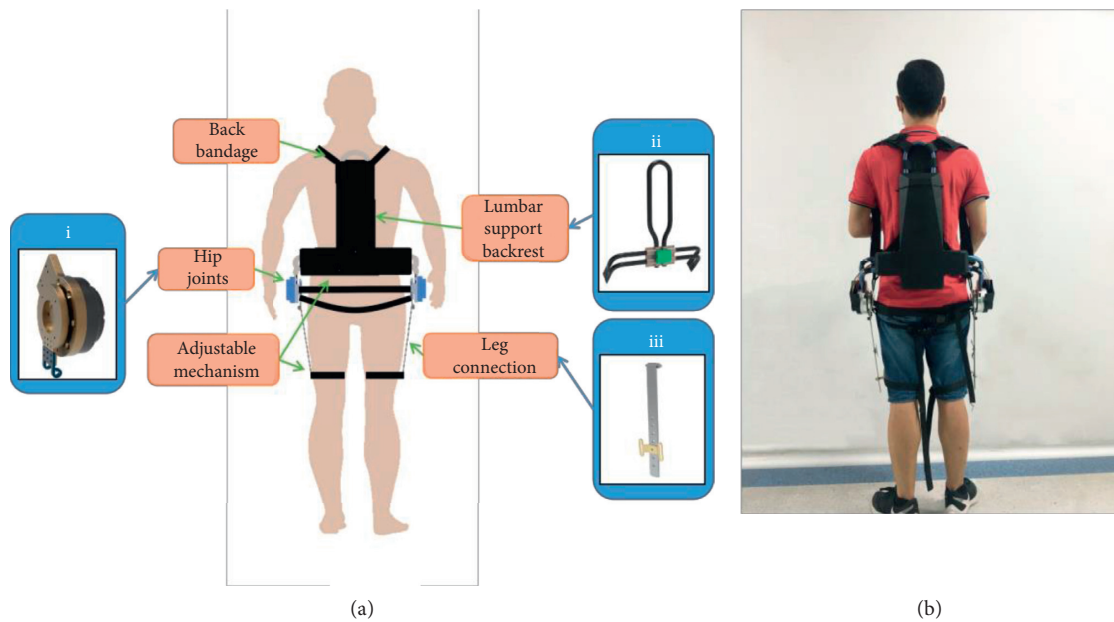 Back
bandage
ii
Lumbar
support
backrest
i
Hip
joints
Adjustable
mechanism
Leg
connection
iii
(a)
(b)